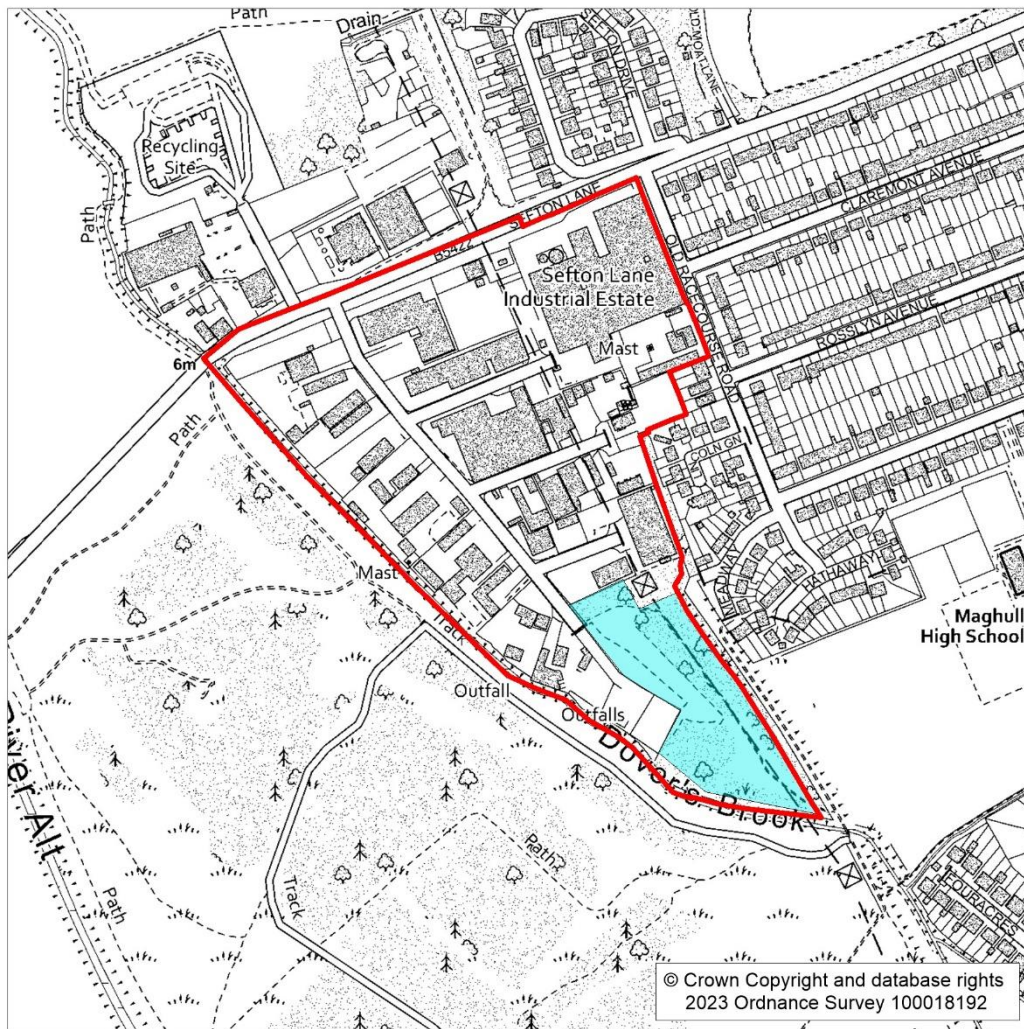 Path
Drain
SEFTON DRIVE
Recycling
Site
Path
B5422
SEFTON LANE
CLAREMONT AVENUE
Sefton Lane
Industrial Estate
OLD RACECOURSE ROAD
ROSSLYN AVENUE
Mast
6m
Path
COLN GN
MEADWAY
HATHAWAY
Mast
Maghull
High School
Track
Outfall
Outfalls
Dover's Brook
River Alt
Path
Track
Path
FOURACRES
© Crown Copyright and database rights
2023 Ordnance Survey 100018192